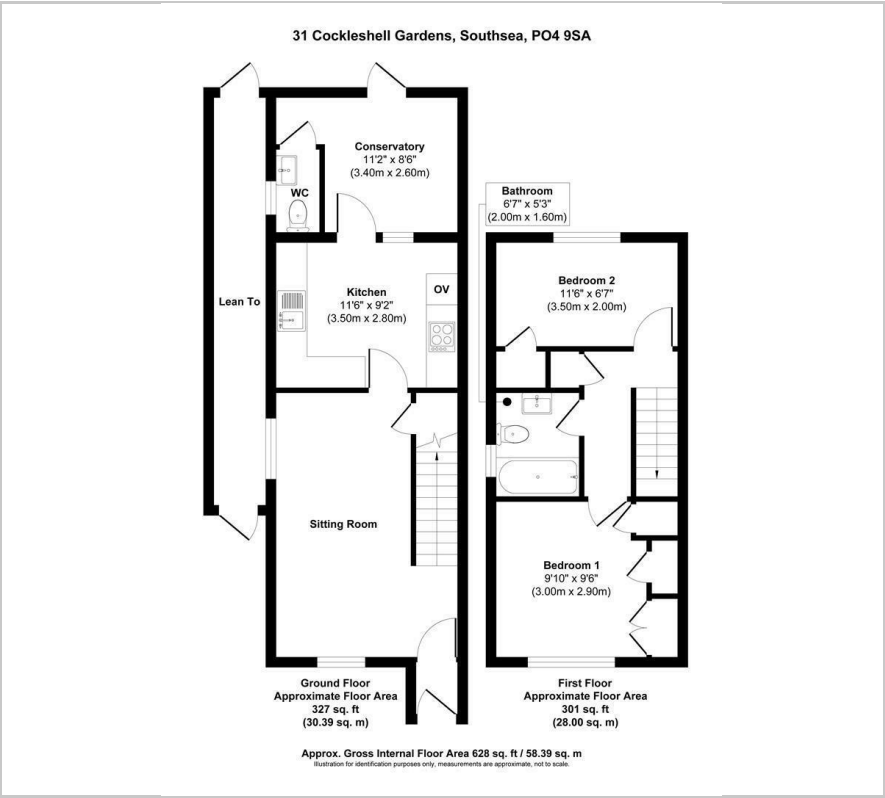 31 Cockleshell Gardens, Southsea, PO4 9SA
Conservatory
11'2" x 8'6"
(3.40m x 2.60m)
WC
Bathroom
6'7" x 5'3"
(2.00m x 1.60m)
Lean To
Kitchen
11'6" x 9'2"
(3.50m x 2.80m)
OV
Bedroom 2
11'6" x 6'7"
(3.50m x 2.00m)
Sitting Room
Bedroom 1
9'10" x 9'6"
(3.00m x 2.90m)
Ground Floor
Approximate Floor Area
327 sq. ft
(30.39 sq. m)
First Floor
Approximate Floor Area
301 sq. ft
(28.00 sq. m)
Approx. Gross Internal Floor Area 628 sq. ft / 58.39 sq. m
Illustration for identification purposes only, measurements are approximate, not to scale.